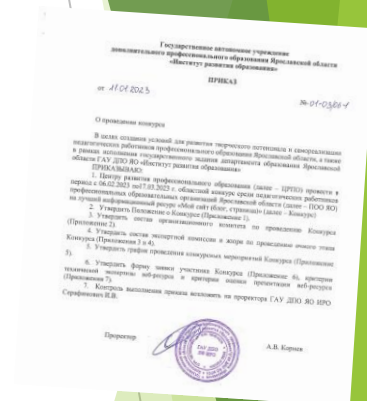 Государственное автономное учреждение
дополнительного профессионального образования Ярославской области
«Институт развития образования»
ПРИКАЗ
от 11.01.2023
№ 01-03/
О проведении конкурса
В целях создания условий для развития творческого потенциала и самореализации
педагогических работников профессионального образования Ярославской области, а также
в рамках исполнения государственного задания департамента образования Ярославской
области ГАУ ДПО ЯО «Институт развития образования»
ПРИКАЗЫВАЮ:
1. Центру развития профессионального образования (далее - ЦРПО) провести в
период с 06.02.2023 по17.03.2023 г. областной конкурс среди педагогических работников
профессиональных образовательных организаций Ярославской области (далее – ПОО ЯО)
на лучший информационный ресурс «Мой сайт (блог, страница)» (далее - Конкурс)
2. Утвердить Положение о Конкурсе (Приложение 1).
3. Утвердить состав организационного комитета по проведению Конкурса
(Приложение 2).
4. Утвердить состав экспертной комиссии и жюри по проведению очного этапа
Конкурса (Приложения 3 и 4).
5. Утвердить график проведения конкурсных мероприятий Конкурса (Приложение
5).
6. Утвердить форму заявки участника Конкурса (Приложение 6), критерии
технической экспертизы веб-ресурса и критерии оценки презентации веб-ресурса
(Приложения 7).
7. Контроль выполнения приказа возложить на проректора ГАУ ДПО ЯО ИРО
Серафимович И.В.
Проректор
А.В. Корнев
ГАУ ДПО
ЯО ИРО